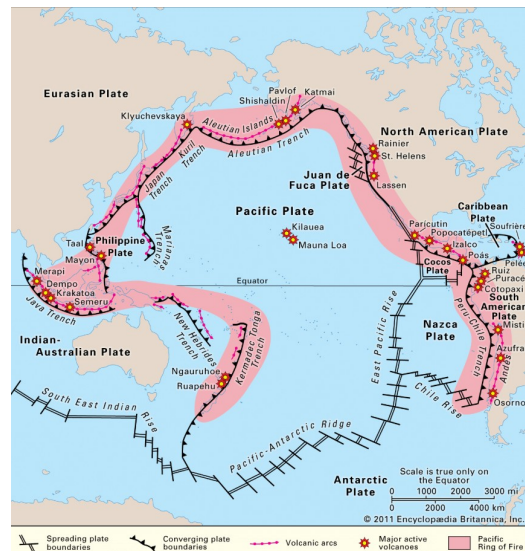 Eurasian Plate
Klyuchevskaya
Pavlof
Shishaldin
Katmai
Aleutian Islands
Aleutian Trench
Kuril
Trench
Japan
Trench
Marianas
Trench
North American Plate
Rainier
St. Helens
Lassen
Juan de
Fuca Plate
Pacific Plate
Kilauea
Mauna Loa
Parícutin
Popocatépetl
Izalco
Poás
Caribbean
Plate
Soufrière
Pelée
Cocos
Plate
Taal
Mayon
Philippine
Plate
Merapi
Dempo
Krakatoa
Semeru
Java Trench
Equator
Ruiz
Puracé
Cotopaxi
South
American
Plate
Misti
Azufral
Andes
Osorno
Nazca
Plate
Peru-Chile Trench
Indian-
Australian Plate
New Hebrides
Trench
Kermadec Tonga
Trench
Ngauruhoe
Ruapehu
East Pacific Rise
Chile Rise
South East Indian Rise
Pacific-Antarctic Ridge
Antarctic
Plate
Scale is true only on
the Equator
0 1000 2000 3000 mi
0 2000 4000 km
© 2011 Encyclopædia Britannica, Inc.
Spreading plate
boundaries
Converging plate
boundaries
Volcanic arcs
Major active
volcanoes
Pacific
Ring of Fire